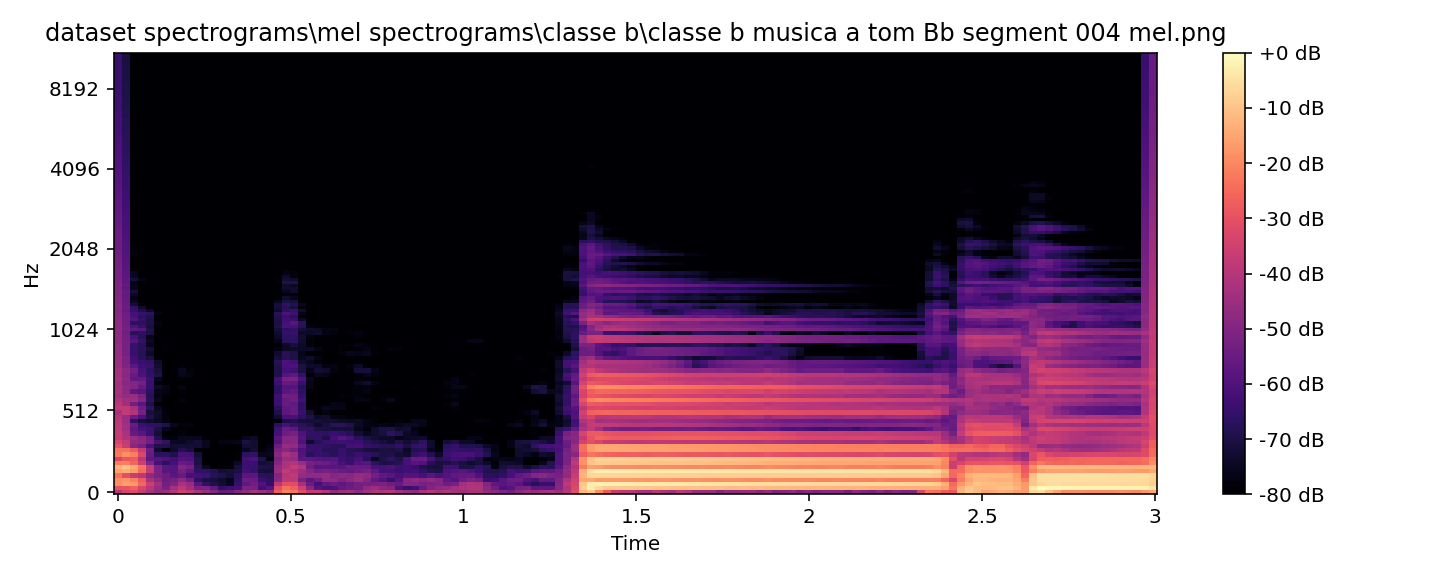 dataset spectrograms\mel spectrograms\classe b\classe b musica a tom Bb segment 004 mel.png
+0 dB
8192
-10 dB
4096
-20 dB
-30 dB
2048
Hz
-40 dB
1024
-50 dB
512
-60 dB
-70 dB
0
-80 dB
0
0.5
1
1.5
2
2.5
3
Time